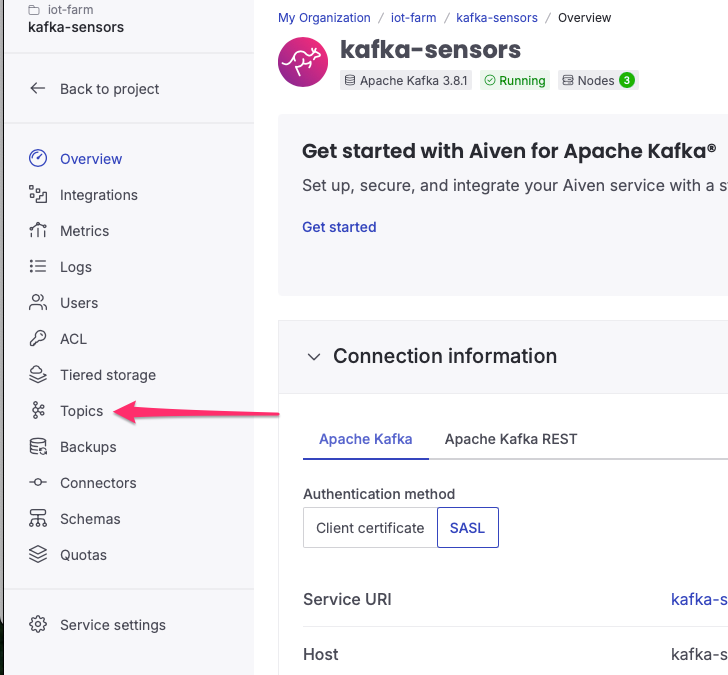 iot-farm
kafka-sensors
Back to project
Overview
Integrations
Metrics
Logs
Users
ACL
Tiered storage
Topics
Backups
Connectors
Schemas
Quotas
Service settings
My Organization / iot-farm / kafka-sensors / Overview
kafka-sensors
Apache Kafka 3.8.1 Running Nodes 3
Get started with Aiven for Apache Kafka®
Set up, secure, and integrate your Aiven service with a s
Get started
Connection information
Apache Kafka Apache Kafka REST
Authentication method
Client certificate SASL
Service URI kafka-s
Host kafka-s